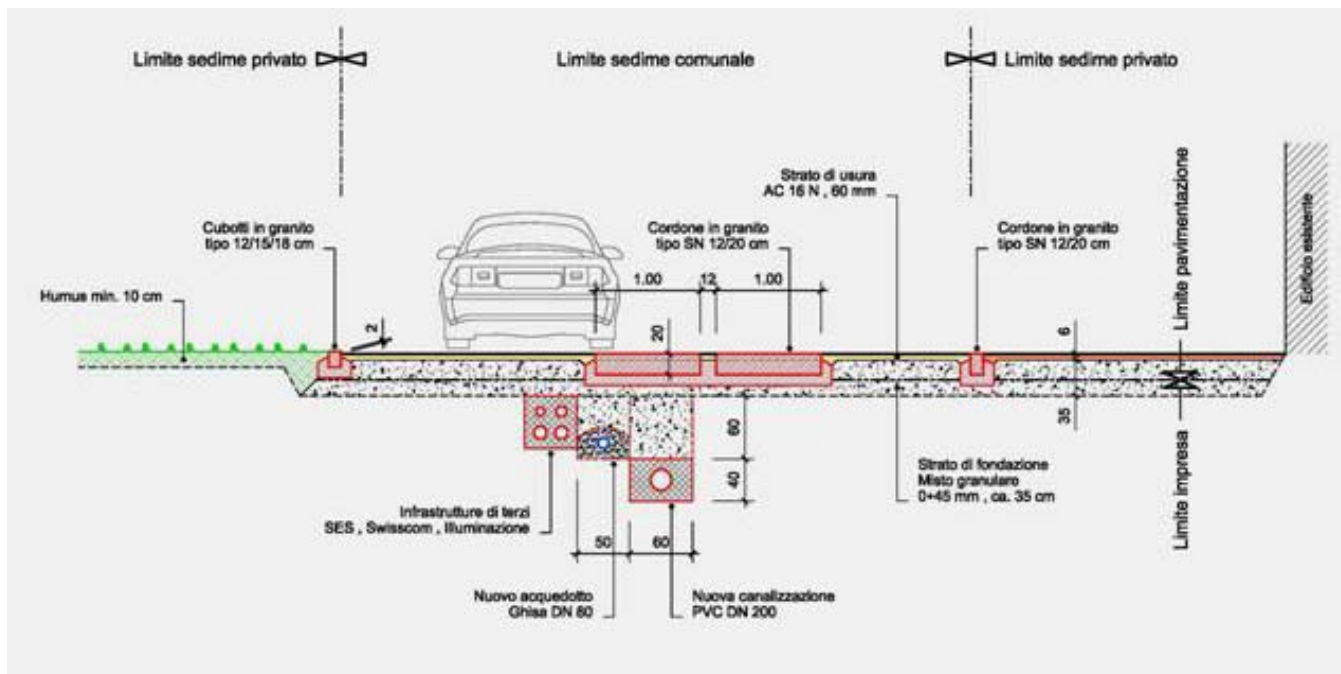 Limite sedime privato
Limite sedime comunale
Limite sedime privato
Strato di usura
AC 16 N , 60 mm
Cubotti in granito
tipo 12/15/18 cm
Cordone in granito
tipo SN 12/20 cm
Cordone in granito
tipo SN 12/20 cm
Limite pavimentazione
Edificio esistente
Humus min. 10 cm
1.00
12
1.00
2
20
6
35
60
40
Strato di fondazione
Misto granulare
0+45 mm , ca. 35 cm
Limite impresa
Infrastrutture di terzi
SES , Swisscom , Illuminazione
50
60
Nuovo acquedotto
Ghisa DN 80
Nuova canalizzazione
PVC DN 200